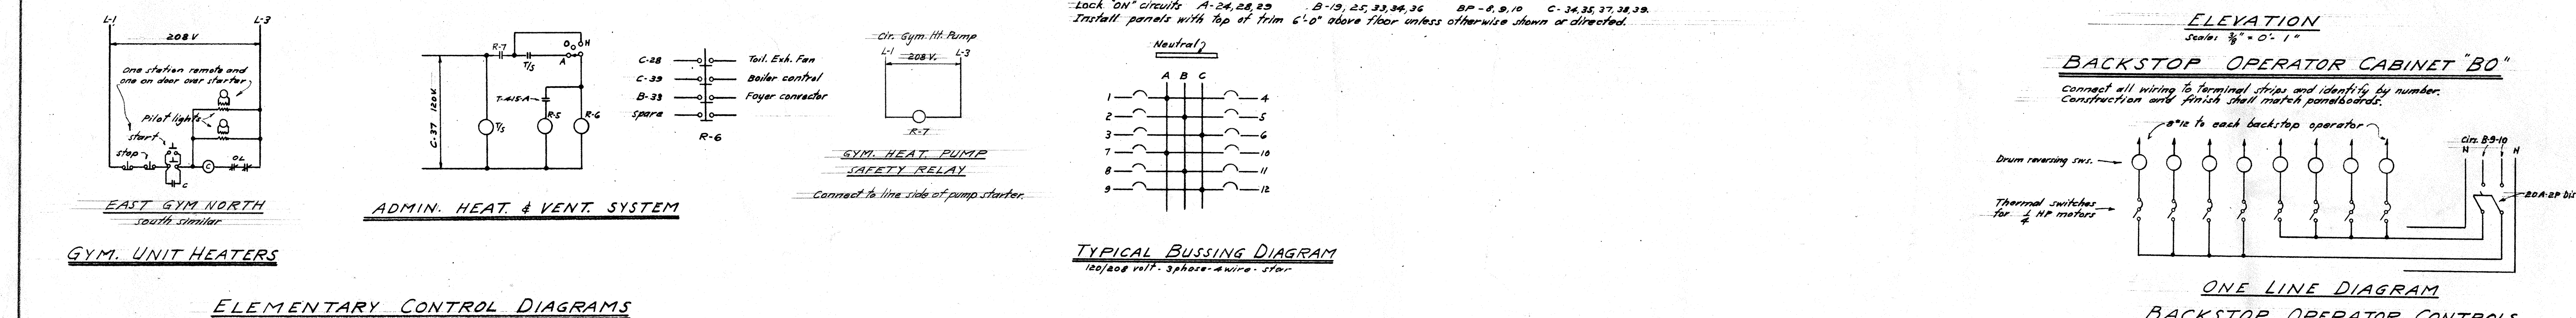 L-1 L-3
208 V
One station remote and
one on door over starter
Pilot lights
start
stop
C
OL
C
EAST GYM NORTH
south similar
GYM. UNIT HEATERS
C-37 120V
R-7
T/S
O
H
A
T-415-A
T/S
R-5
R-6
ADMIN. HEAT. & VENT. SYSTEM
C-28 Toil. Exh. Fan
C-39 Boiler control
B-39 Foyer convector
spare
R-6
Cir. Gym. Ht. Pump
L-1 L-3
208 V.
R-7
GYM. HEAT PUMP
SAFETY RELAY
Connect to line side of pump starter.
ELEMENTARY CONTROL DIAGRAMS
Lock "ON" circuits A-24,28,29 B-19, 25, 33,34,36 BP-8,9,10 C-34,35,37,38,39.
Install panels with top of trim 6'-0" above floor unless otherwise shown or directed.
Neutral
A B C
1 4
2 5
3 6
7 10
8 11
9 12
TYPICAL BUSSING DIAGRAM
120/208 volt - 3 phase - 4 wire - star
ELEVATION
Scale: 3/8" = 0'- 1"
BACKSTOP OPERATOR CABINET "BO"
Connect all wiring to terminal strips and identify by number.
Construction and finish shall match panelboards.
to each backstop operator
Cir. B-9-10
N N
Drum reversing sws.
20A-2P
Thermal switches
for 1/4 HP motors
ONE LINE DIAGRAM
BACKSTOP OPERATOR CONTROLS